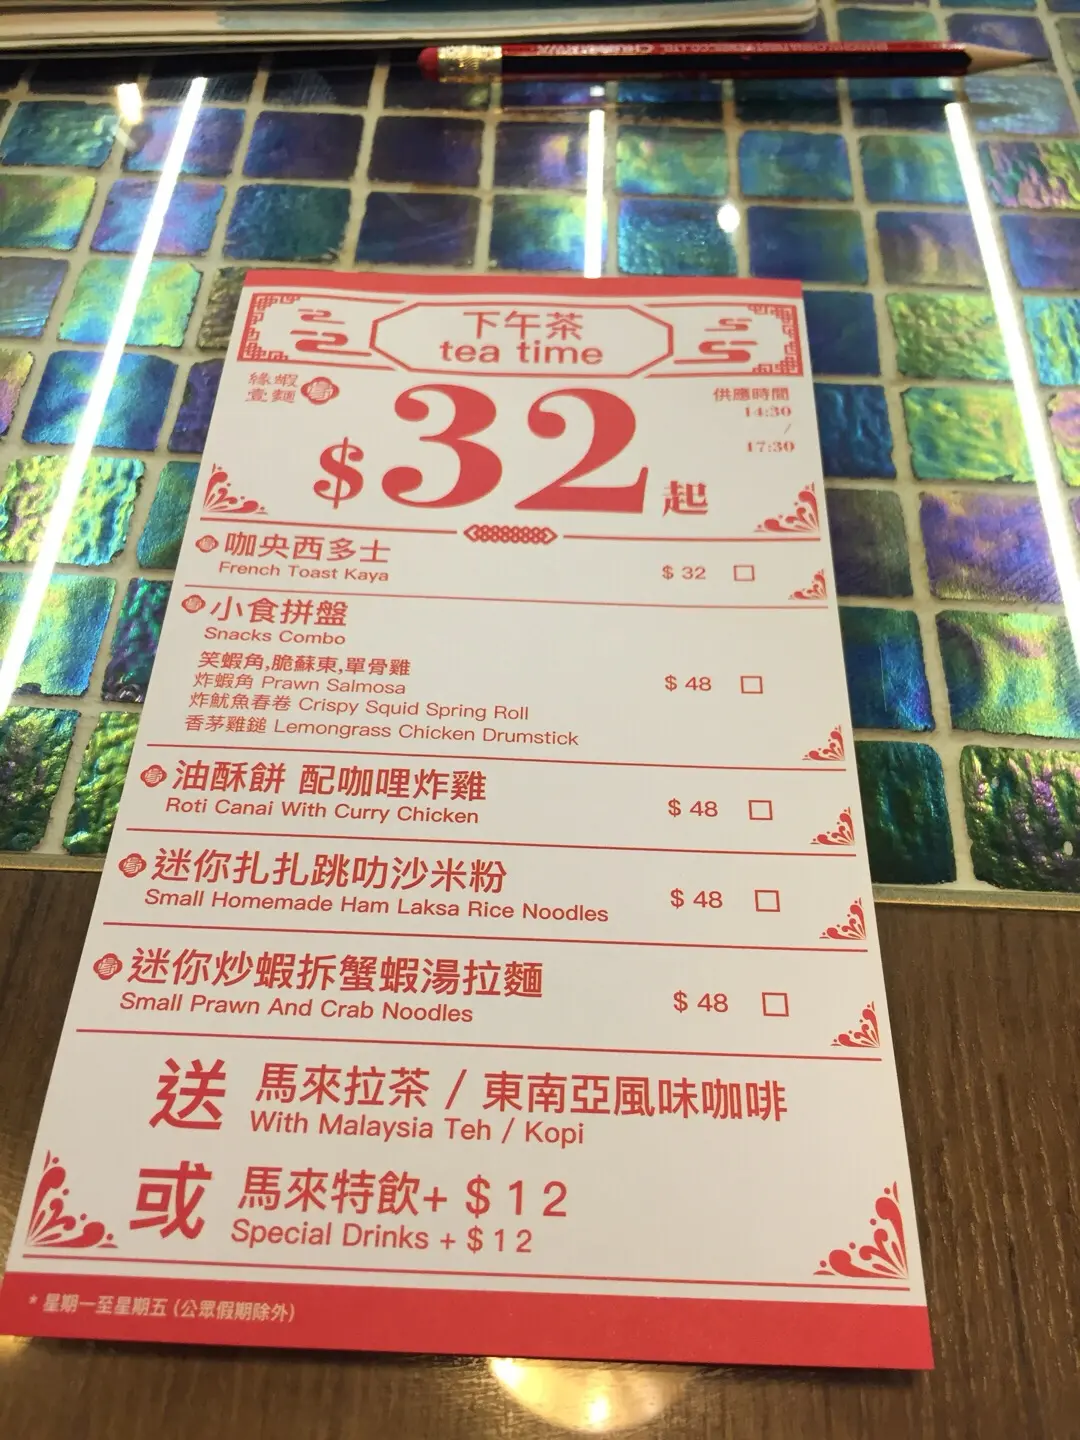 下午茶
tea time
緣蝦
壹麵
$32起
供應時間
14:30
/
17:30
咖央西多士
French Toast Kaya
$ 32
小食拼盤
Snacks Combo
笑蝦角,脆蘇東,單骨雞
炸蝦角 Prawn Salmosa
炸魷魚春卷 Crispy Squid Spring Roll
香茅雞鎚 Lemongrass Chicken Drumstick
$ 48
油酥餅 配咖哩炸雞
Roti Canai With Curry Chicken
$ 48
迷你扎扎跳叻沙米粉
Small Homemade Ham Laksa Rice Noodles
$ 48
迷你炒蝦拆蟹蝦湯拉麵
Small Prawn And Crab Noodles
$ 48
送 馬來拉茶 / 東南亞風味咖啡
With Malaysia Teh / Kopi
或 馬來特飲+ $12
Special Drinks + $12
* 星期一至星期五 (公眾假期除外)